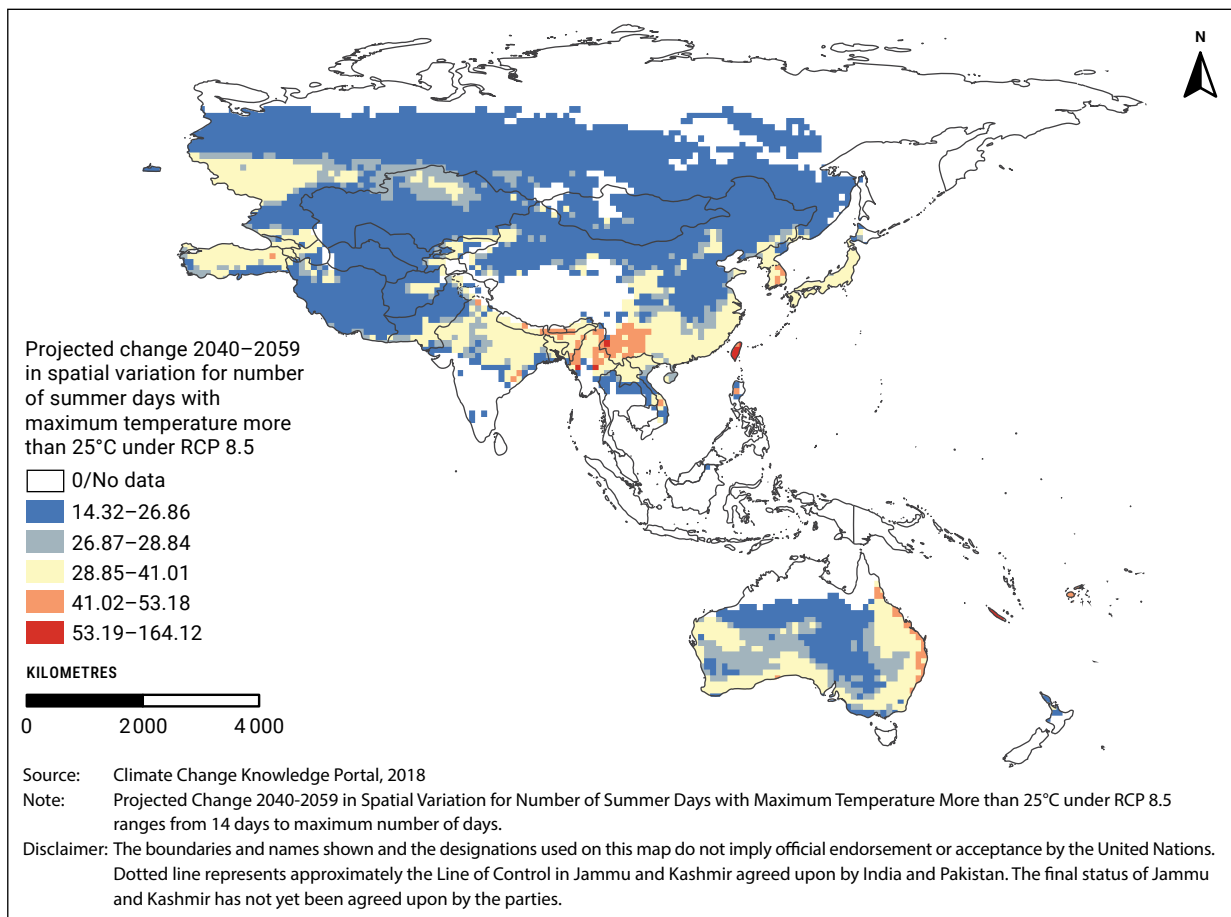 N
Projected change 2040–2059
in spatial variation for number
of summer days with
maximum temperature more
than 25°C under RCP 8.5
0/No data
14.32–26.86
26.87–28.84
28.85–41.01
41.02–53.18
53.19–164.12
KILOMETRES
0 2 000 4 000
Source: Climate Change Knowledge Portal, 2018
Note: Projected Change 2040-2059 in Spatial Variation for Number of Summer Days with Maximum Temperature More than 25°C under RCP 8.5
ranges from 14 days to maximum number of days.
Disclaimer: The boundaries and names shown and the designations used on this map do not imply official endorsement or acceptance by the United Nations.
Dotted line represents approximately the Line of Control in Jammu and Kashmir agreed upon by India and Pakistan. The final status of Jammu
and Kashmir has not yet been agreed upon by the parties.